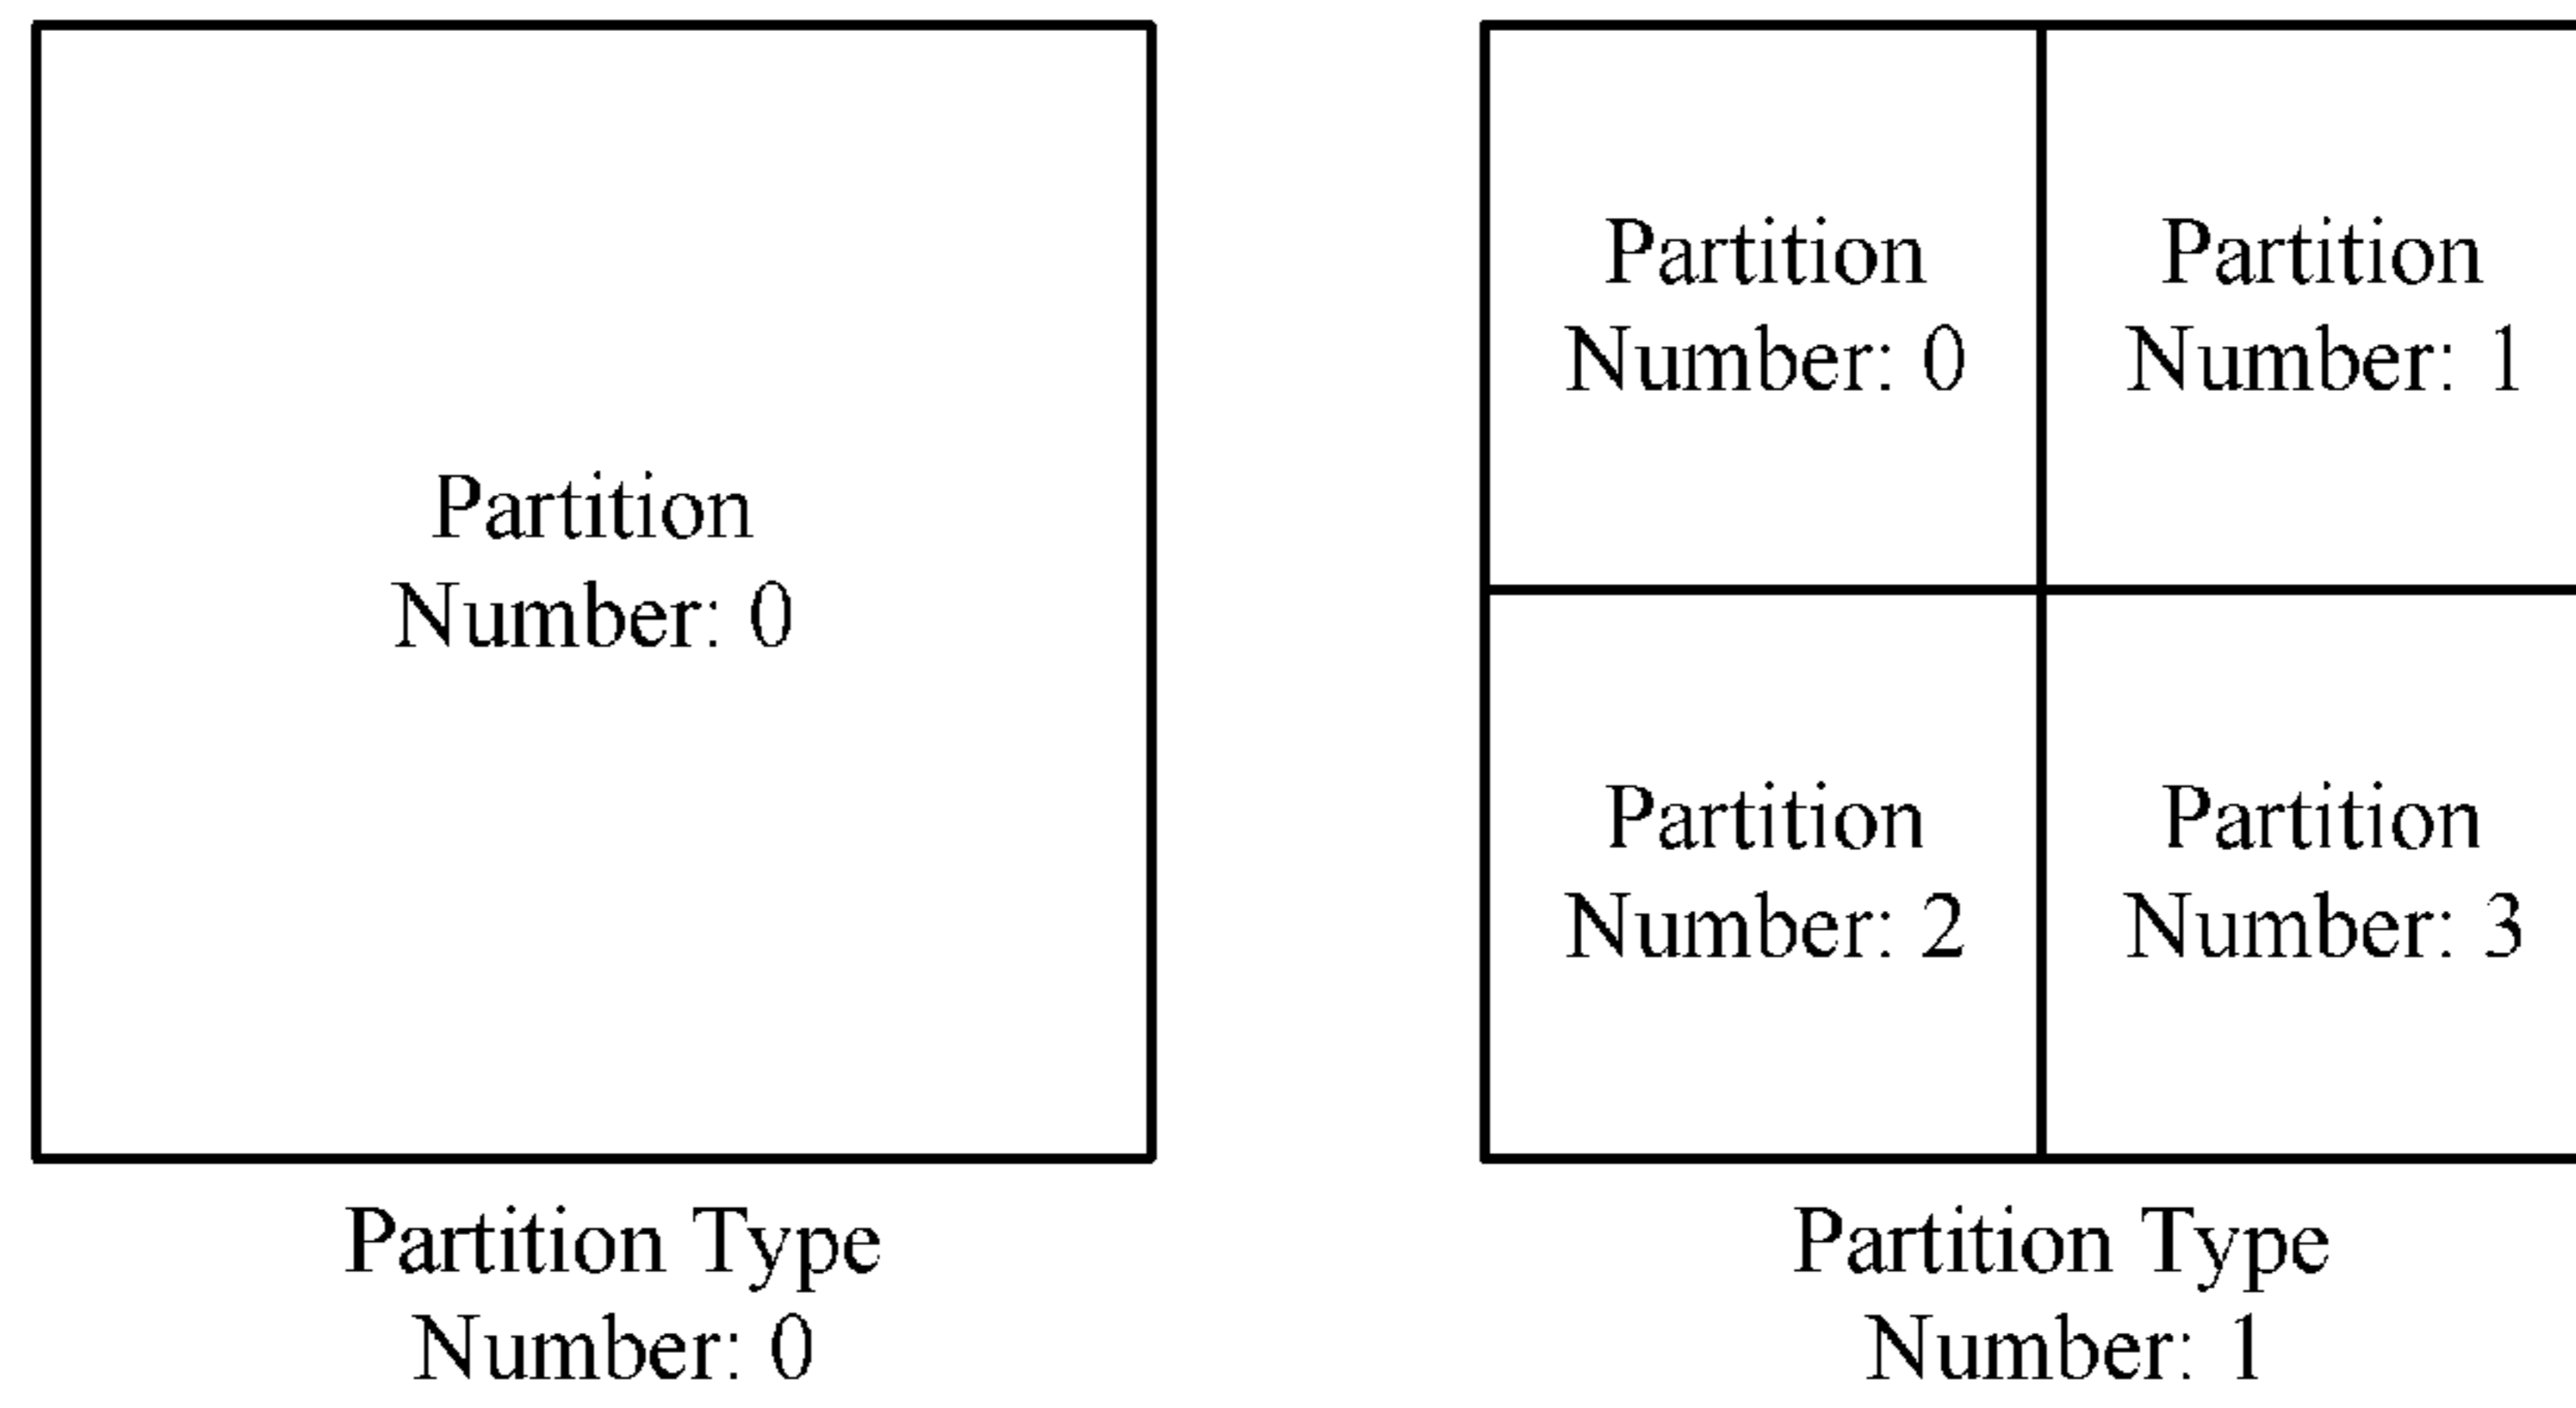 Partition
Number: 0
Partition Type
Number: 0
Partition
Number: 0
Partition
Number: 1
Partition
Number: 2
Partition
Number: 3
Partition Type
Number: 1